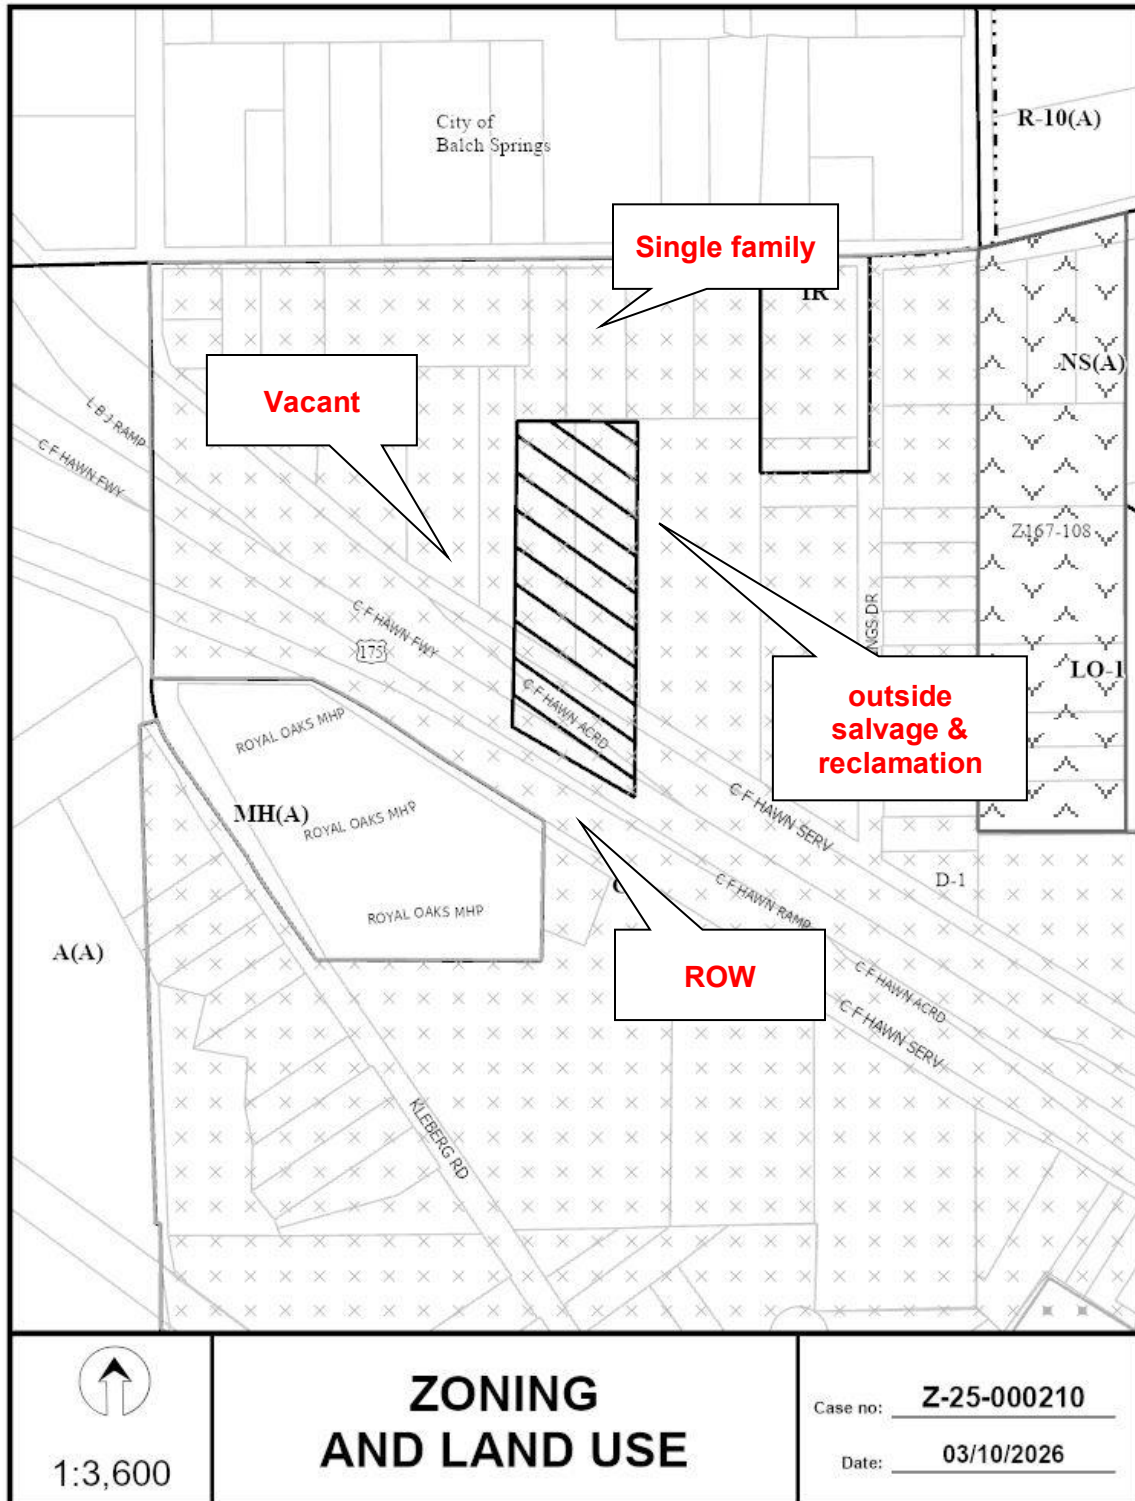 City of
Balch Springs
R-10(A)
Single family
IR
NS(A)
Vacant
L B J RAMP
C F HAWN FWY
Z167-108
C F HAWN FWY
175
NGS DR
LO-1
outside
salvage &
reclamation
C F HAWN ACRD
ROYAL OAKS MHP
MH(A)
ROYAL OAKS MHP
C F HAWN SERV
D-1
C F HAWN RAMP
ROYAL OAKS MHP
A(A)
ROW
C F HAWN ACRD
C F HAWN SERV
KLEBERG RD
1:3,600
ZONING
AND LAND USE
Case no: Z-25-000210
Date: 03/10/2026